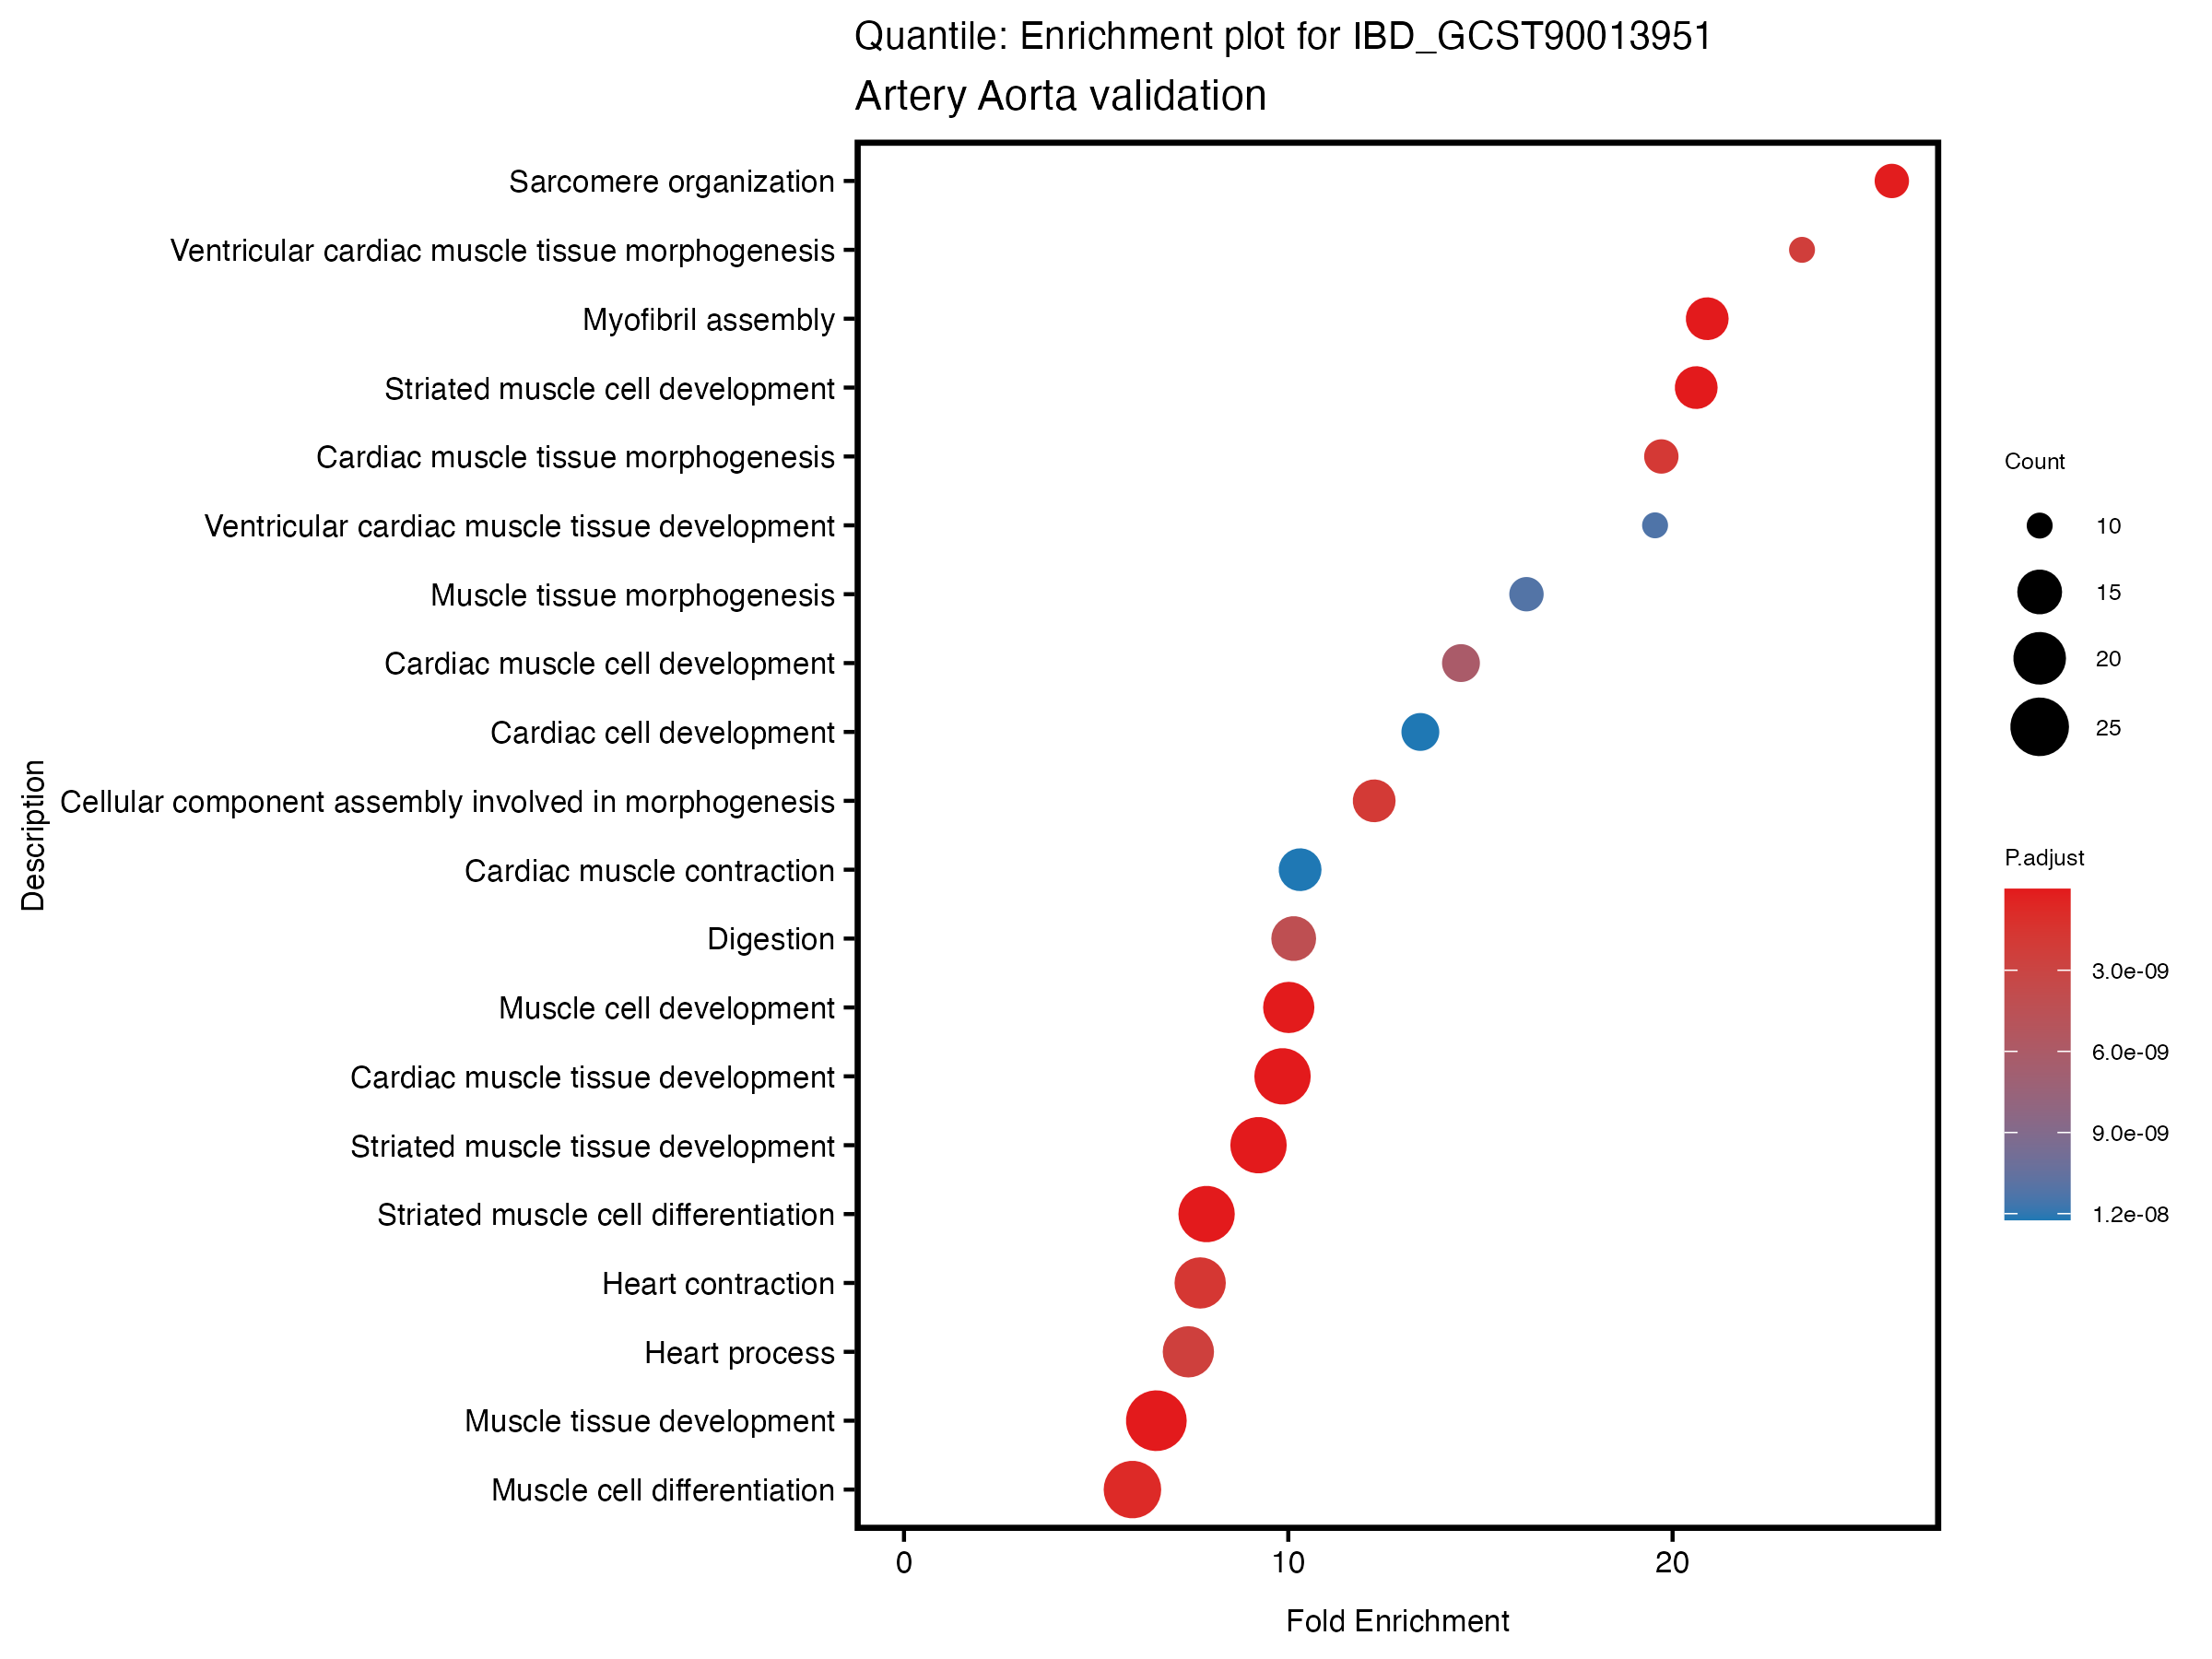 Quantile: Enrichment plot for IBD_GCST90013951
Artery Aorta validation
Sarcomere organization
Ventricular cardiac muscle tissue morphogenesis
Myofibril assembly
Striated muscle cell development
Cardiac muscle tissue morphogenesis
Ventricular cardiac muscle tissue development
Muscle tissue morphogenesis
Cardiac muscle cell development
Cardiac cell development
Cellular component assembly involved in morphogenesis
Cardiac muscle contraction
Digestion
Muscle cell development
Cardiac muscle tissue development
Striated muscle tissue development
Striated muscle cell differentiation
Heart contraction
Heart process
Muscle tissue development
Muscle cell differentiation
Description
0
10
20
Fold Enrichment
Count
10
15
20
25
P.adjust
3.0e-09
6.0e-09
9.0e-09
1.2e-08